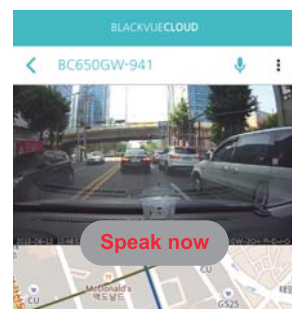 BLACKVUECLOUD
BC650GW-941
Speak now
McDonald's
맥도날드
CU
CU
GS25